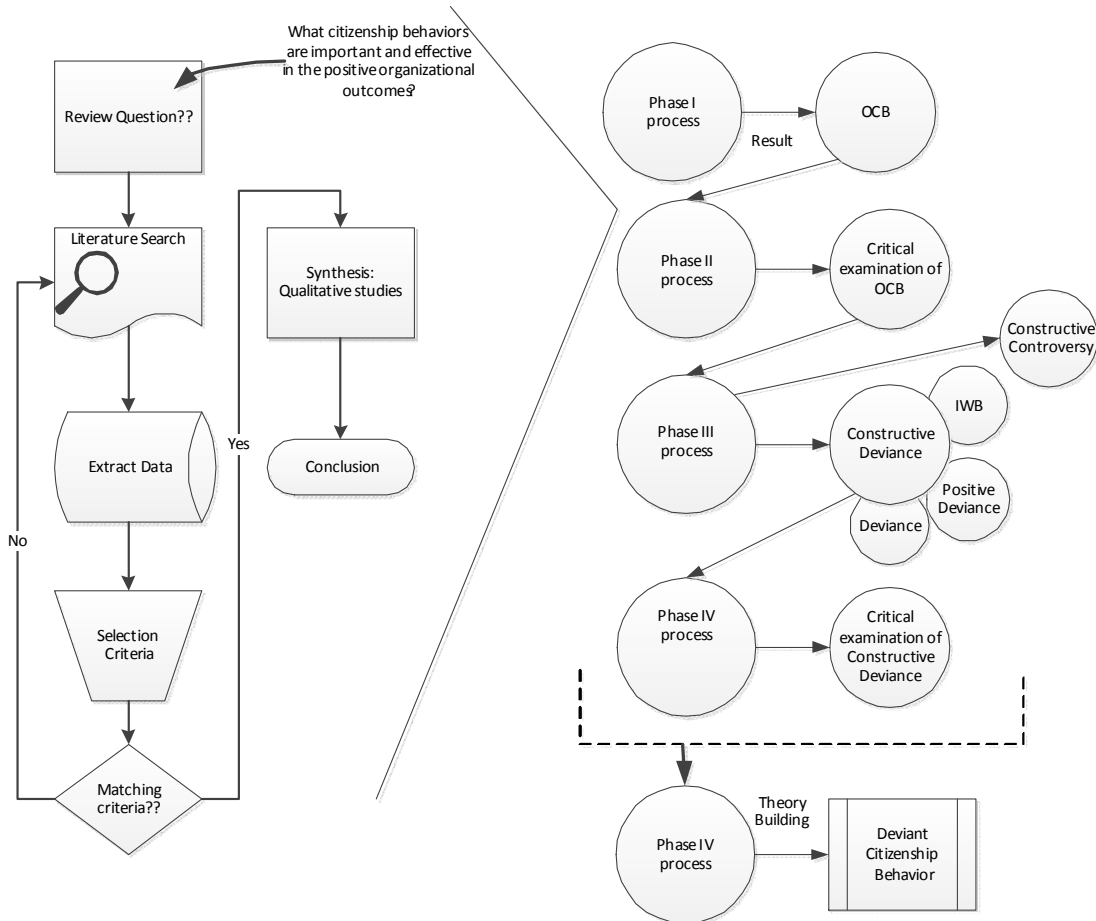 What citizenship behaviors
are important and effective
in the positive organizational
outcomes?
Review Question??
Literature Search
Extract Data
Selection
Criteria
Matching
criteria??
No
Yes
Synthesis:
Qualitative studies
Conclusion
Phase I
process
Result
OCB
Phase II
process
Critical
examination of
OCB
Constructive
Controversy
Phase III
process
Constructive
Deviance
IWB
Positive
Deviance
Deviance
Phase IV
process
Critical
examination of
Constructive
Deviance
Phase IV
process
Theory
Building
Deviant
Citizenship
Behavior